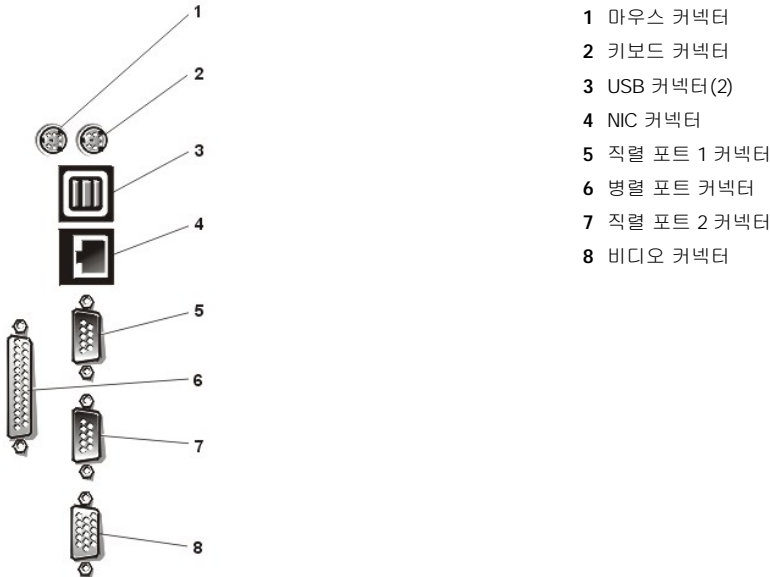 1
2
3
4
5
6
7
8
1 마우스 커넥터
2 키보드 커넥터
3 USB 커넥터(2)
4 NIC 커넥터
5 직렬 포트 1 커넥터
6 병렬 포트 커넥터
7 직렬 포트 2 커넥터
8 비디오 커넥터